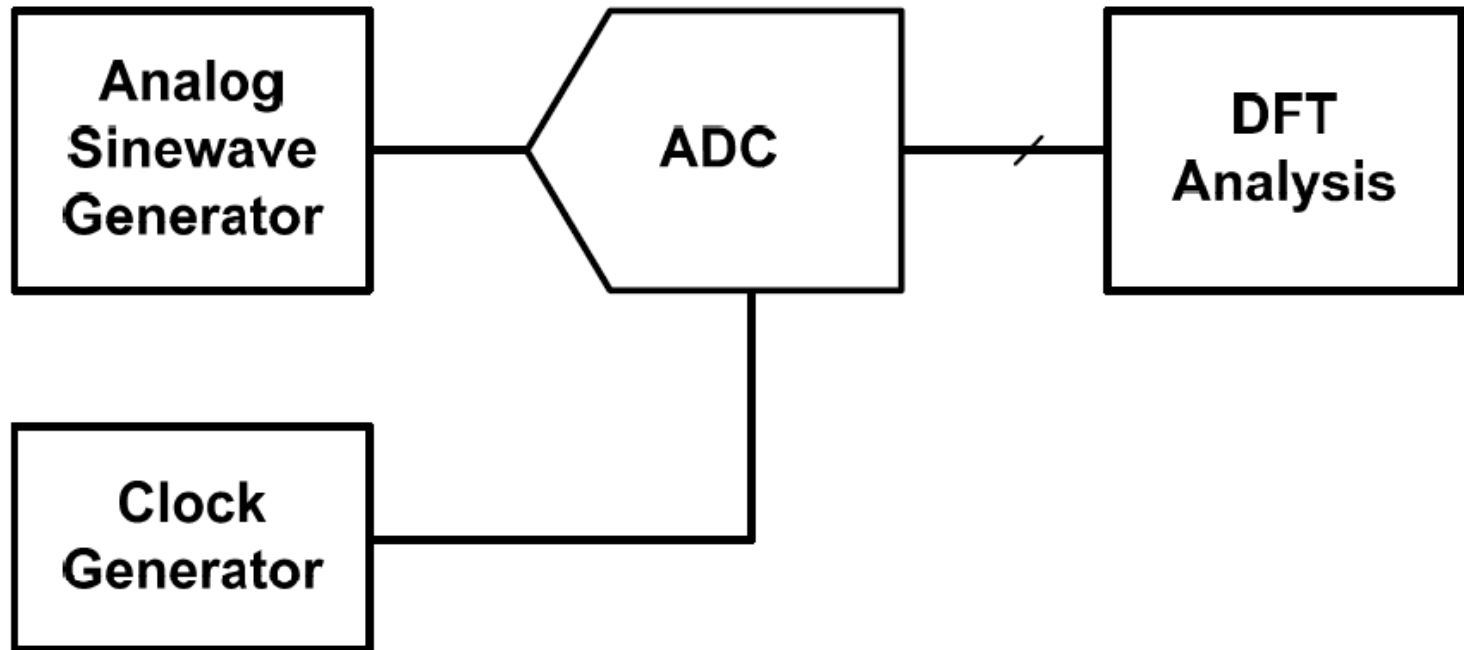 Analog
Sinewave
Generator
ADC
DFT
Analysis
Clock
Generator